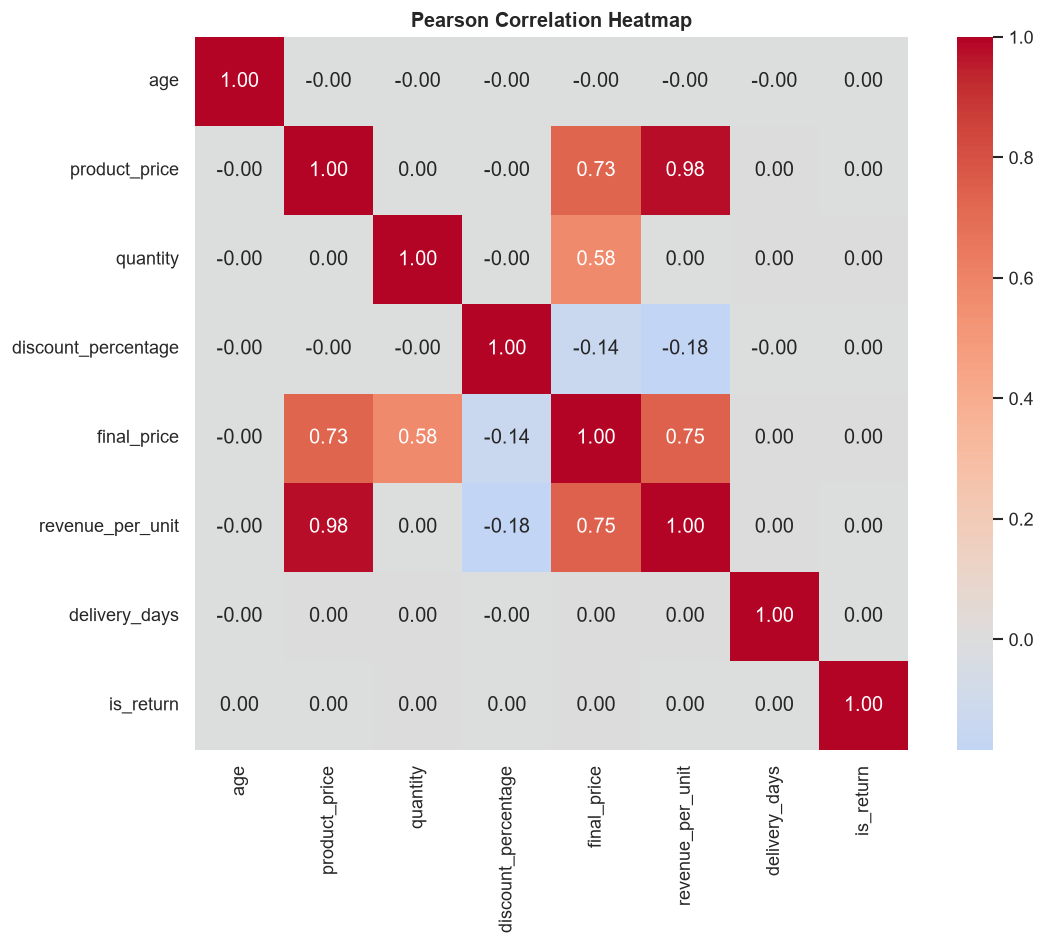 Pearson Correlation Heatmap
age 1.00 -0.00 -0.00 -0.00 -0.00 -0.00 -0.00 0.00
product_price -0.00 1.00 0.00 -0.00 0.73 0.98 0.00 0.00
quantity -0.00 0.00 1.00 -0.00 0.58 0.00 0.00 0.00
discount_percentage -0.00 -0.00 -0.00 1.00 -0.14 -0.18 -0.00 0.00
final_price -0.00 0.73 0.58 -0.14 1.00 0.75 0.00 0.00
revenue_per_unit -0.00 0.98 0.00 -0.18 0.75 1.00 0.00 0.00
delivery_days -0.00 0.00 0.00 -0.00 0.00 0.00 1.00 0.00
is_return 0.00 0.00 0.00 0.00 0.00 0.00 0.00 1.00
age
product_price
quantity
discount_percentage
final_price
revenue_per_unit
delivery_days
is_return
1.0
0.8
0.6
0.4
0.2
0.0